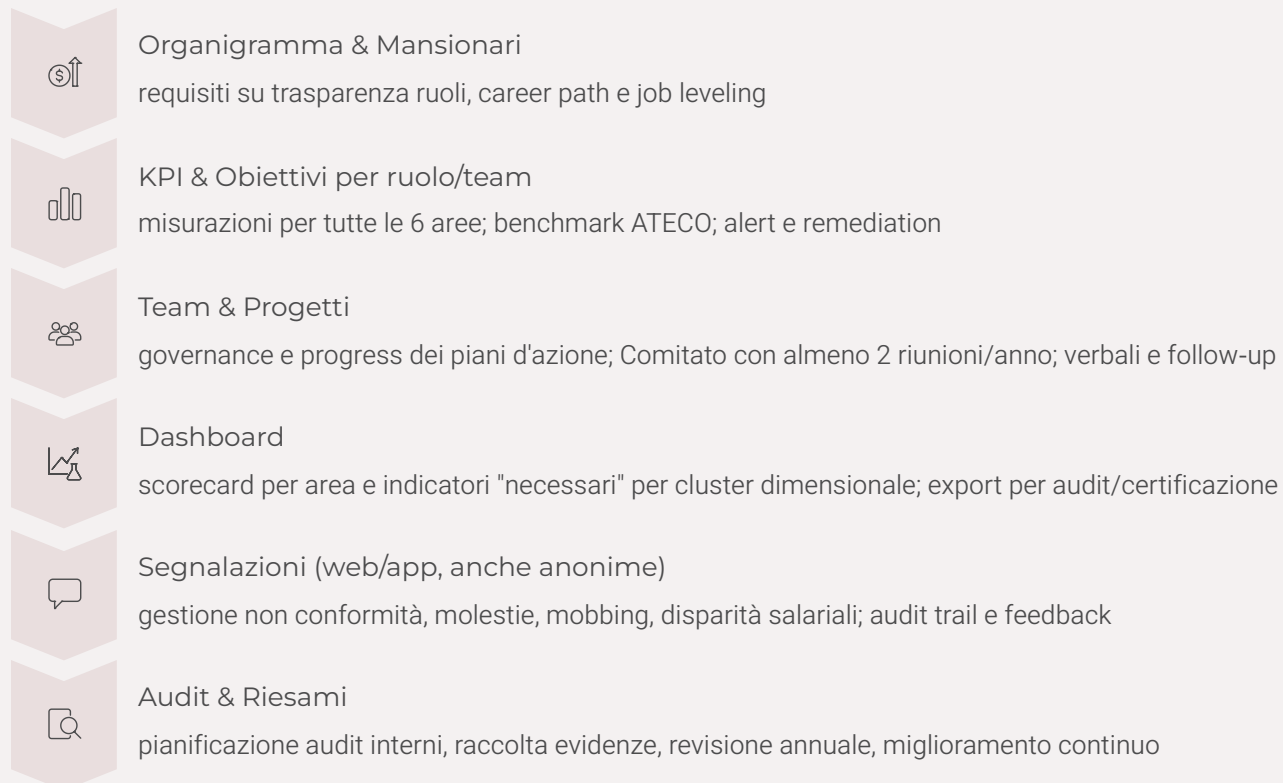 Organigramma & Mansionari
requisiti su trasparenza ruoli, career path e job leveling
KPI & Obiettivi per ruolo/team
misurazioni per tutte le 6 aree; benchmark ATECO; alert e remediation
Team & Progetti
governance e progress dei piani d'azione; Comitato con almeno 2 riunioni/anno; verbali e follow-up
Dashboard
scorecard per area e indicatori "necessari" per cluster dimensionale; export per audit/certificazione
Segnalazioni (web/app, anche anonime)
gestione non conformità, molestie, mobbing, disparità salariali; audit trail e feedback
Audit & Riesami
pianificazione audit interni, raccolta evidenze, revisione annuale, miglioramento continuo